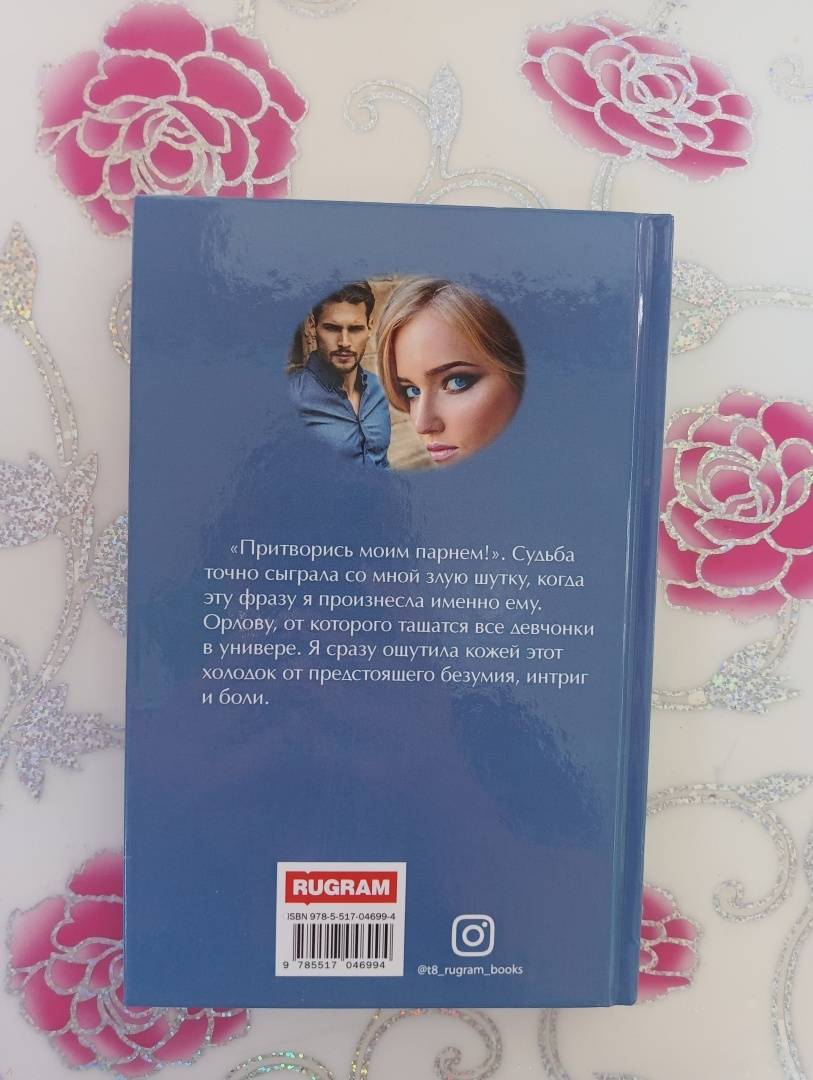 «Притворись моим парнем!». Судьба
точно сыграла со мной злую шутку, когда
эту фразу я произнесла именно ему.
Орлову, от которого тащатся все девчонки
в универе. Я сразу ощутила кожей этот
холодок от предстоящего безумия, интриг
и боли.
RUGRAM
ISBN 978-5-517-04699-4
9 785517 046994
@t8_rugram_books